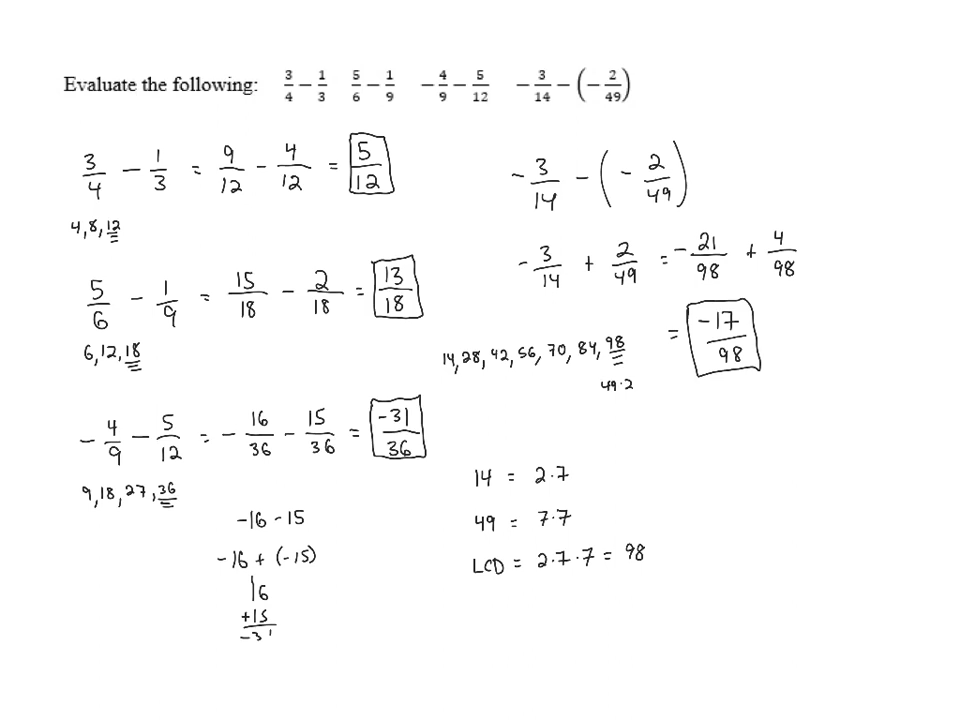 Evaluate the following: 3/4 − 1/3   5/6 − 1/9   −4/9 − 5/12   −3/14 − (−2/49)
3/4 − 1/3 = 9/12 − 4/12 = 5/12
4,8,12
5/6 − 1/9 = 15/18 − 2/18 = 13/18
6,12,18
−4/9 − 5/12 = −16/36 − 15/36 = −31/36
9,18,27,36
−16 −15
−16 + (−15)
16
+15
−31
−3/14 − (−2/49)
−3/14 + 2/49 = −21/98 + 4/98
= −17/98
14,28,42,56,70,84,98
49·2
14 = 2·7
49 = 7·7
LCD = 2·7·7 = 98